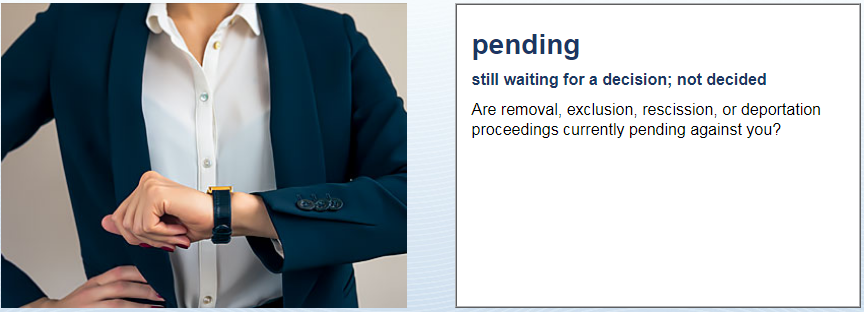 pending
still waiting for a decision; not decided
Are removal, exclusion, rescission, or deportation
proceedings currently pending against you?